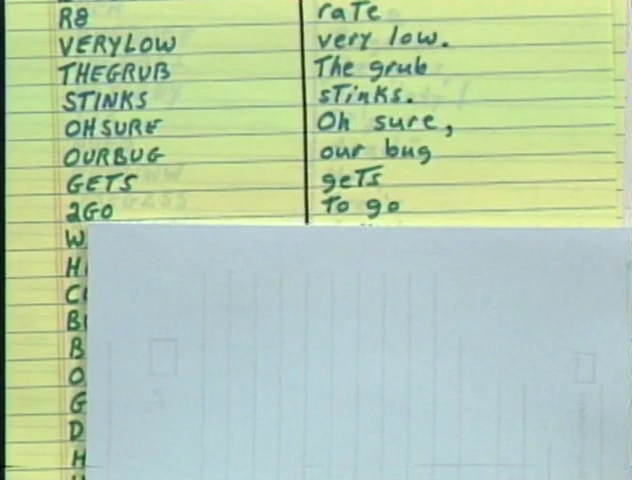 R8 rate
VERYLOW very low.
THEGRUB The grub
STINKS stinks.
OHSURE Oh sure,
OURBUG our bug
GETS gets
2GO to go
W
H
C
B
B
O
G
D
H